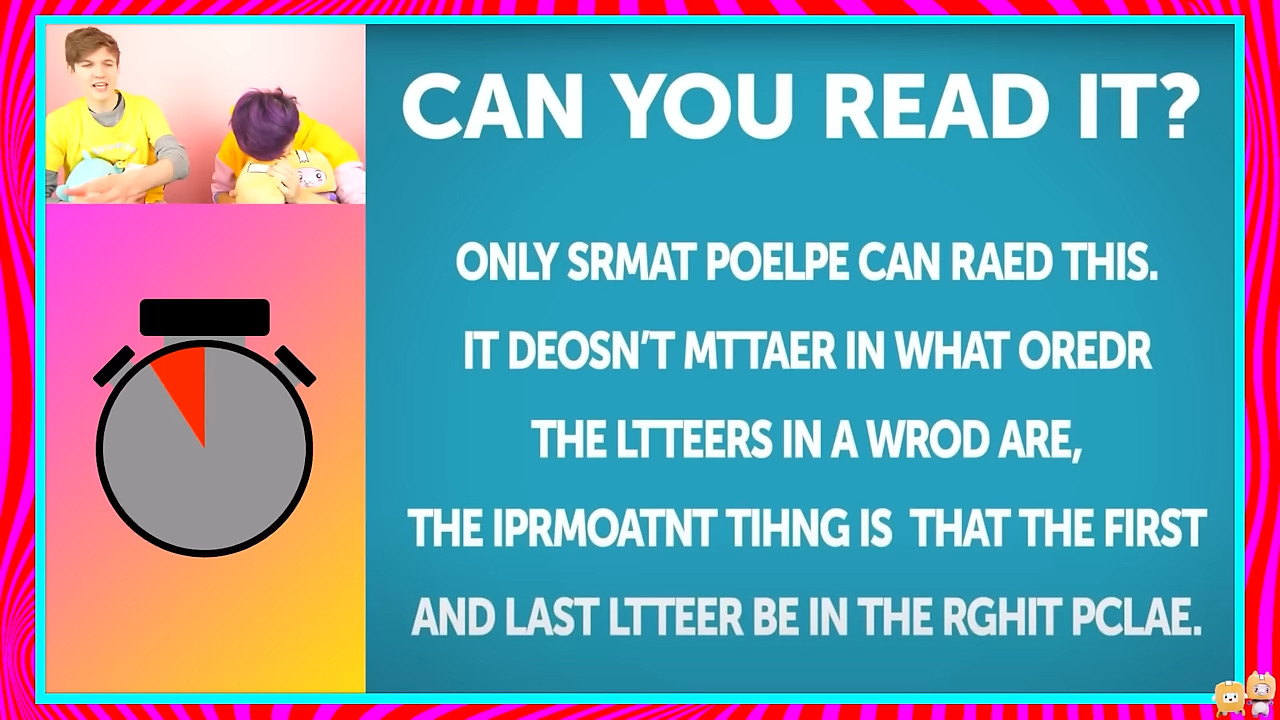 CAN YOU READ IT?
ONLY SRMAT POELPE CAN RAED THIS.
IT DEOSN'T MTTAER IN WHAT OREDR
THE LTTEERS IN A WROD ARE,
THE IPRMOATNT TIHNG IS THAT THE FIRST
AND LAST LTTEER BE IN THE RGHIT PCLAE.